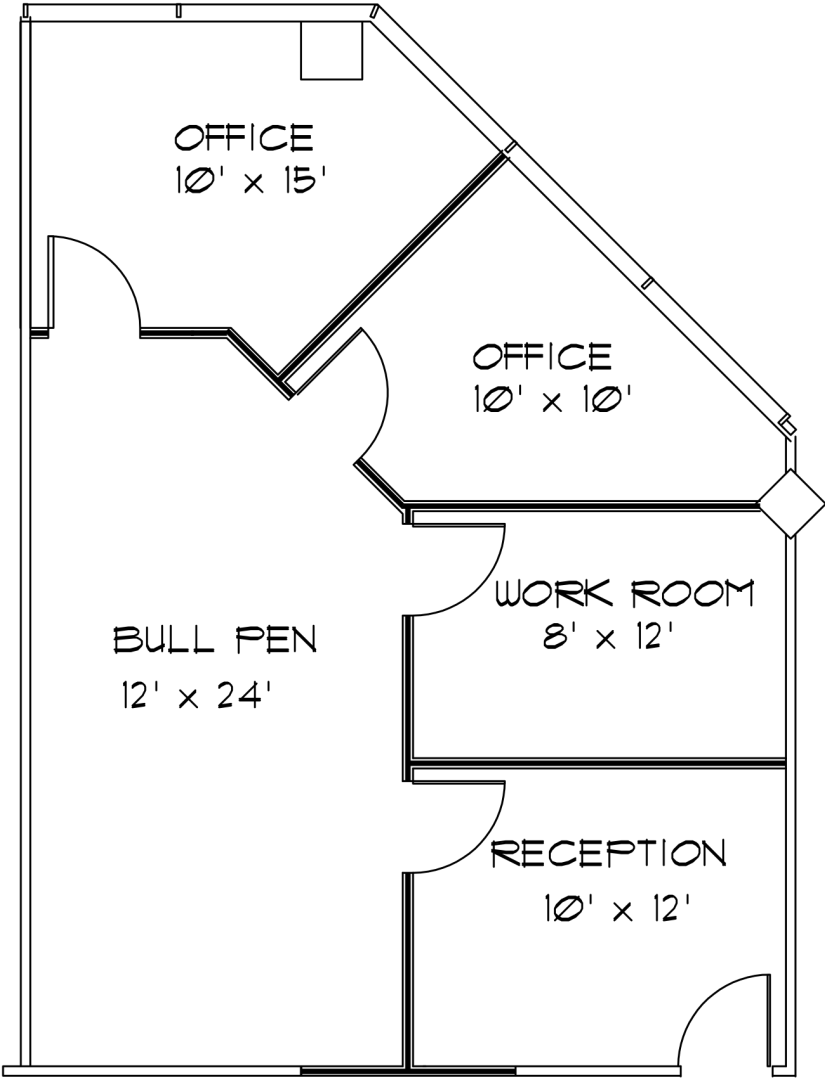 OFFICE
10' x 15'
OFFICE
10' x 10'
WORK ROOM
8' x 12'
BULL PEN
12' x 24'
RECEPTION
10' x 12'